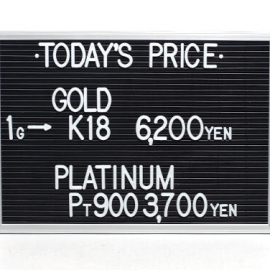 ·TODAY'S PRICE·
GOLD
1G→ K18 6,200YEN
PLATINUM
PT900 3,700YEN